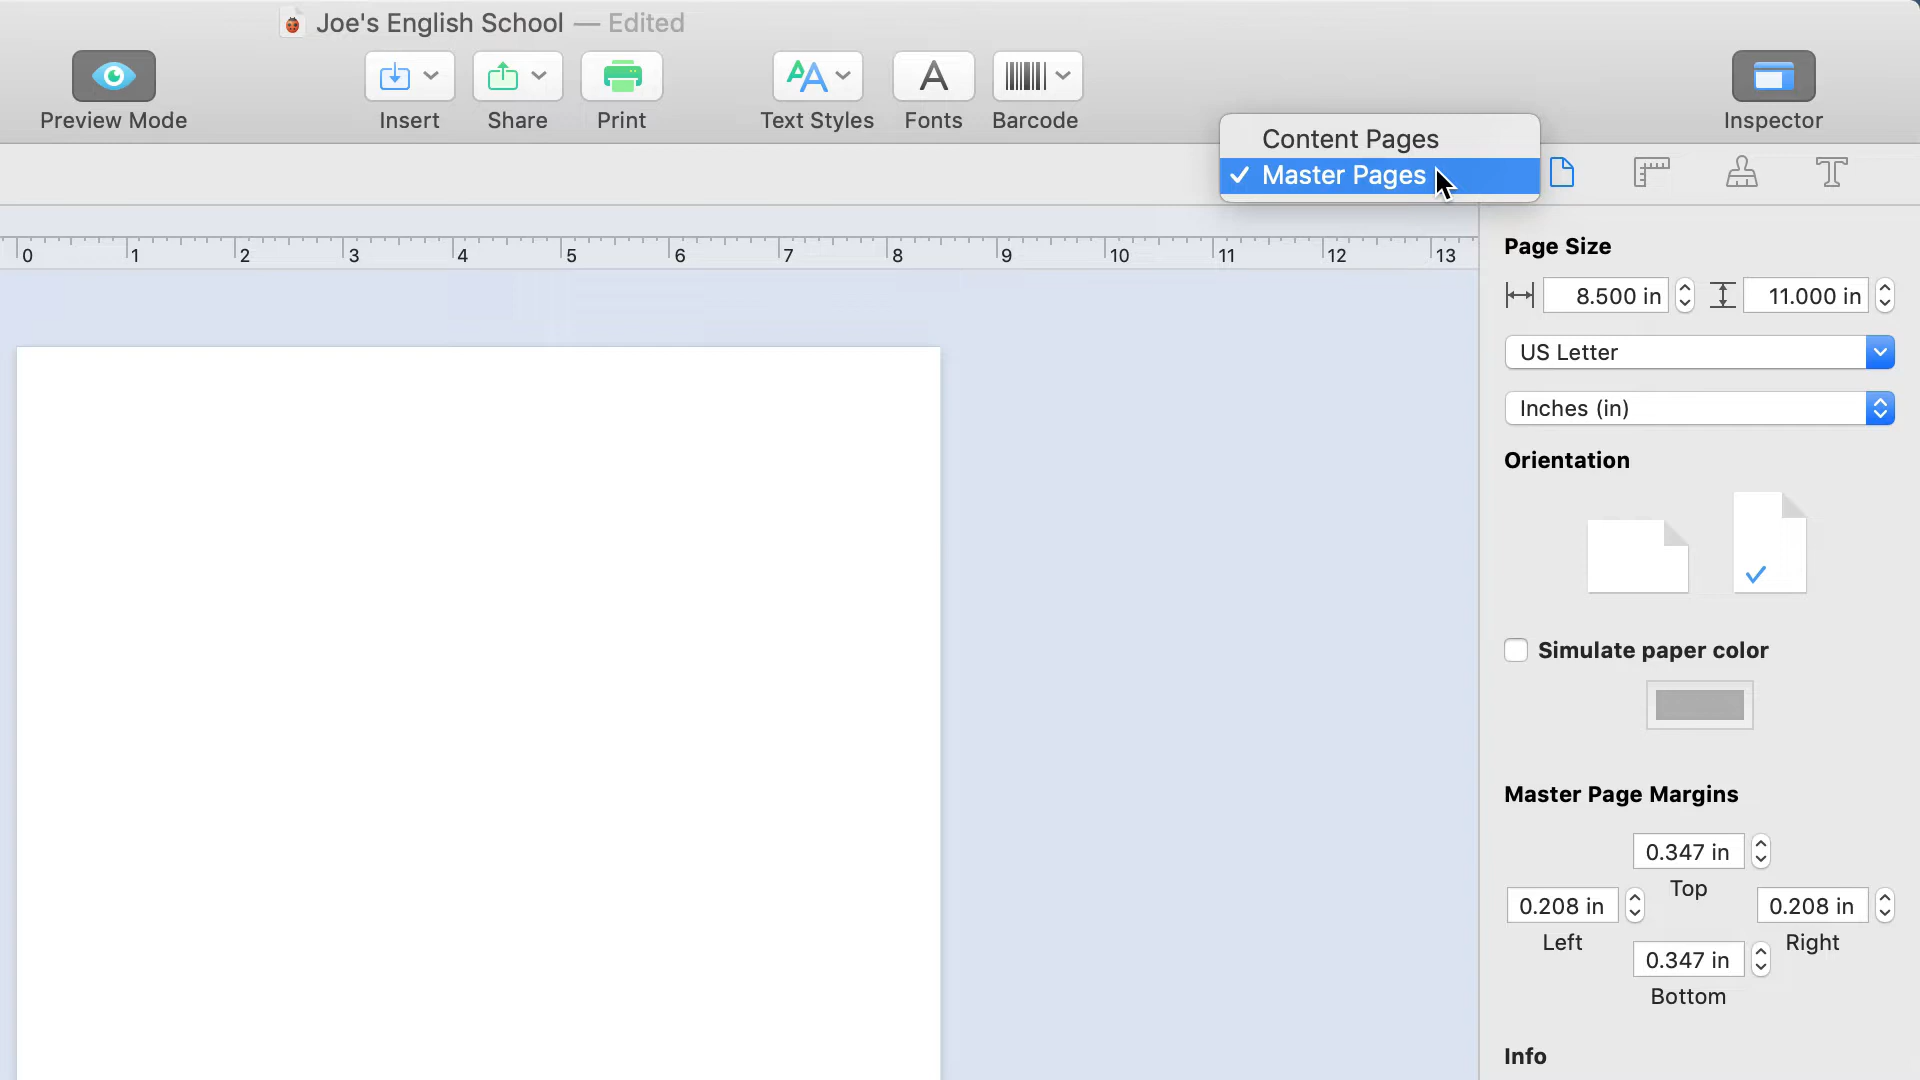 Joe's English School — Edited
Preview Mode
Insert
Share
Print
Text Styles
Fonts
Barcode
Inspector
Content Pages
Master Pages
0 1 2 3 4 5 6 7 8 9 10 11 12 13
Page Size
8.500 in
11.000 in
US Letter
Inches (in)
Orientation
Simulate paper color
Master Page Margins
0.347 in
Top
0.208 in
Left
0.208 in
Right
0.347 in
Bottom
Info